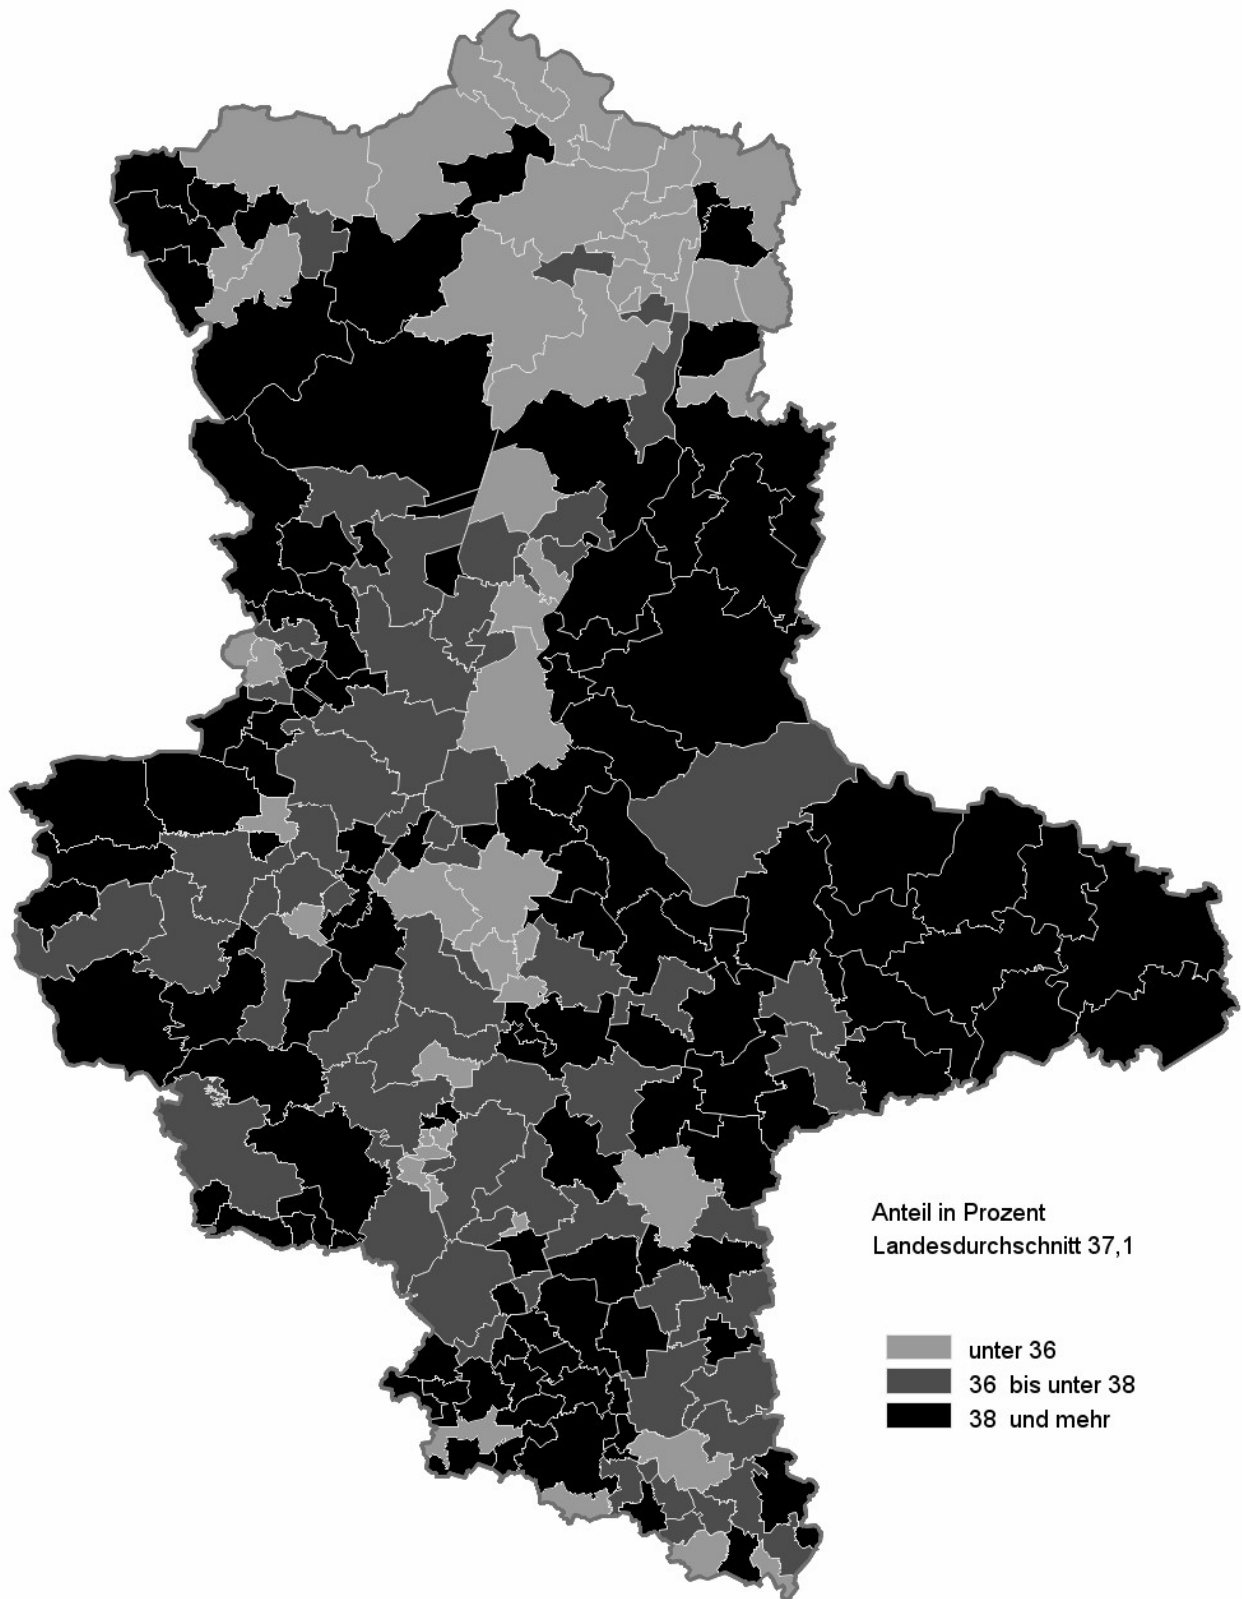 Anteil in Prozent
Landesdurchschnitt 37,1
unter 36
36 bis unter 38
38 und mehr